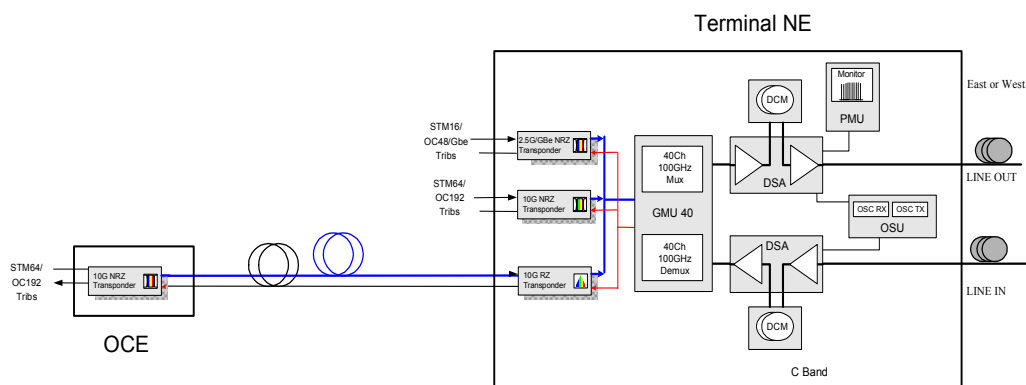 Terminal NE
East or West
Monitor
PMU
DCM
STM16/
OC48/Gbe
Tribs
2.5G/GBe NRZ
Transponder
40Ch
100GHz
Mux
DSA
LINE OUT
STM64/
OC192
Tribs
10G NRZ
Transponder
GMU 40
OSC RX
OSC TX
OSU
40Ch
100GHz
Demux
DSA
STM64/
OC192
Tribs
10G NRZ
Transponder
10G RZ
Transponder
LINE IN
DCM
OCE
C Band